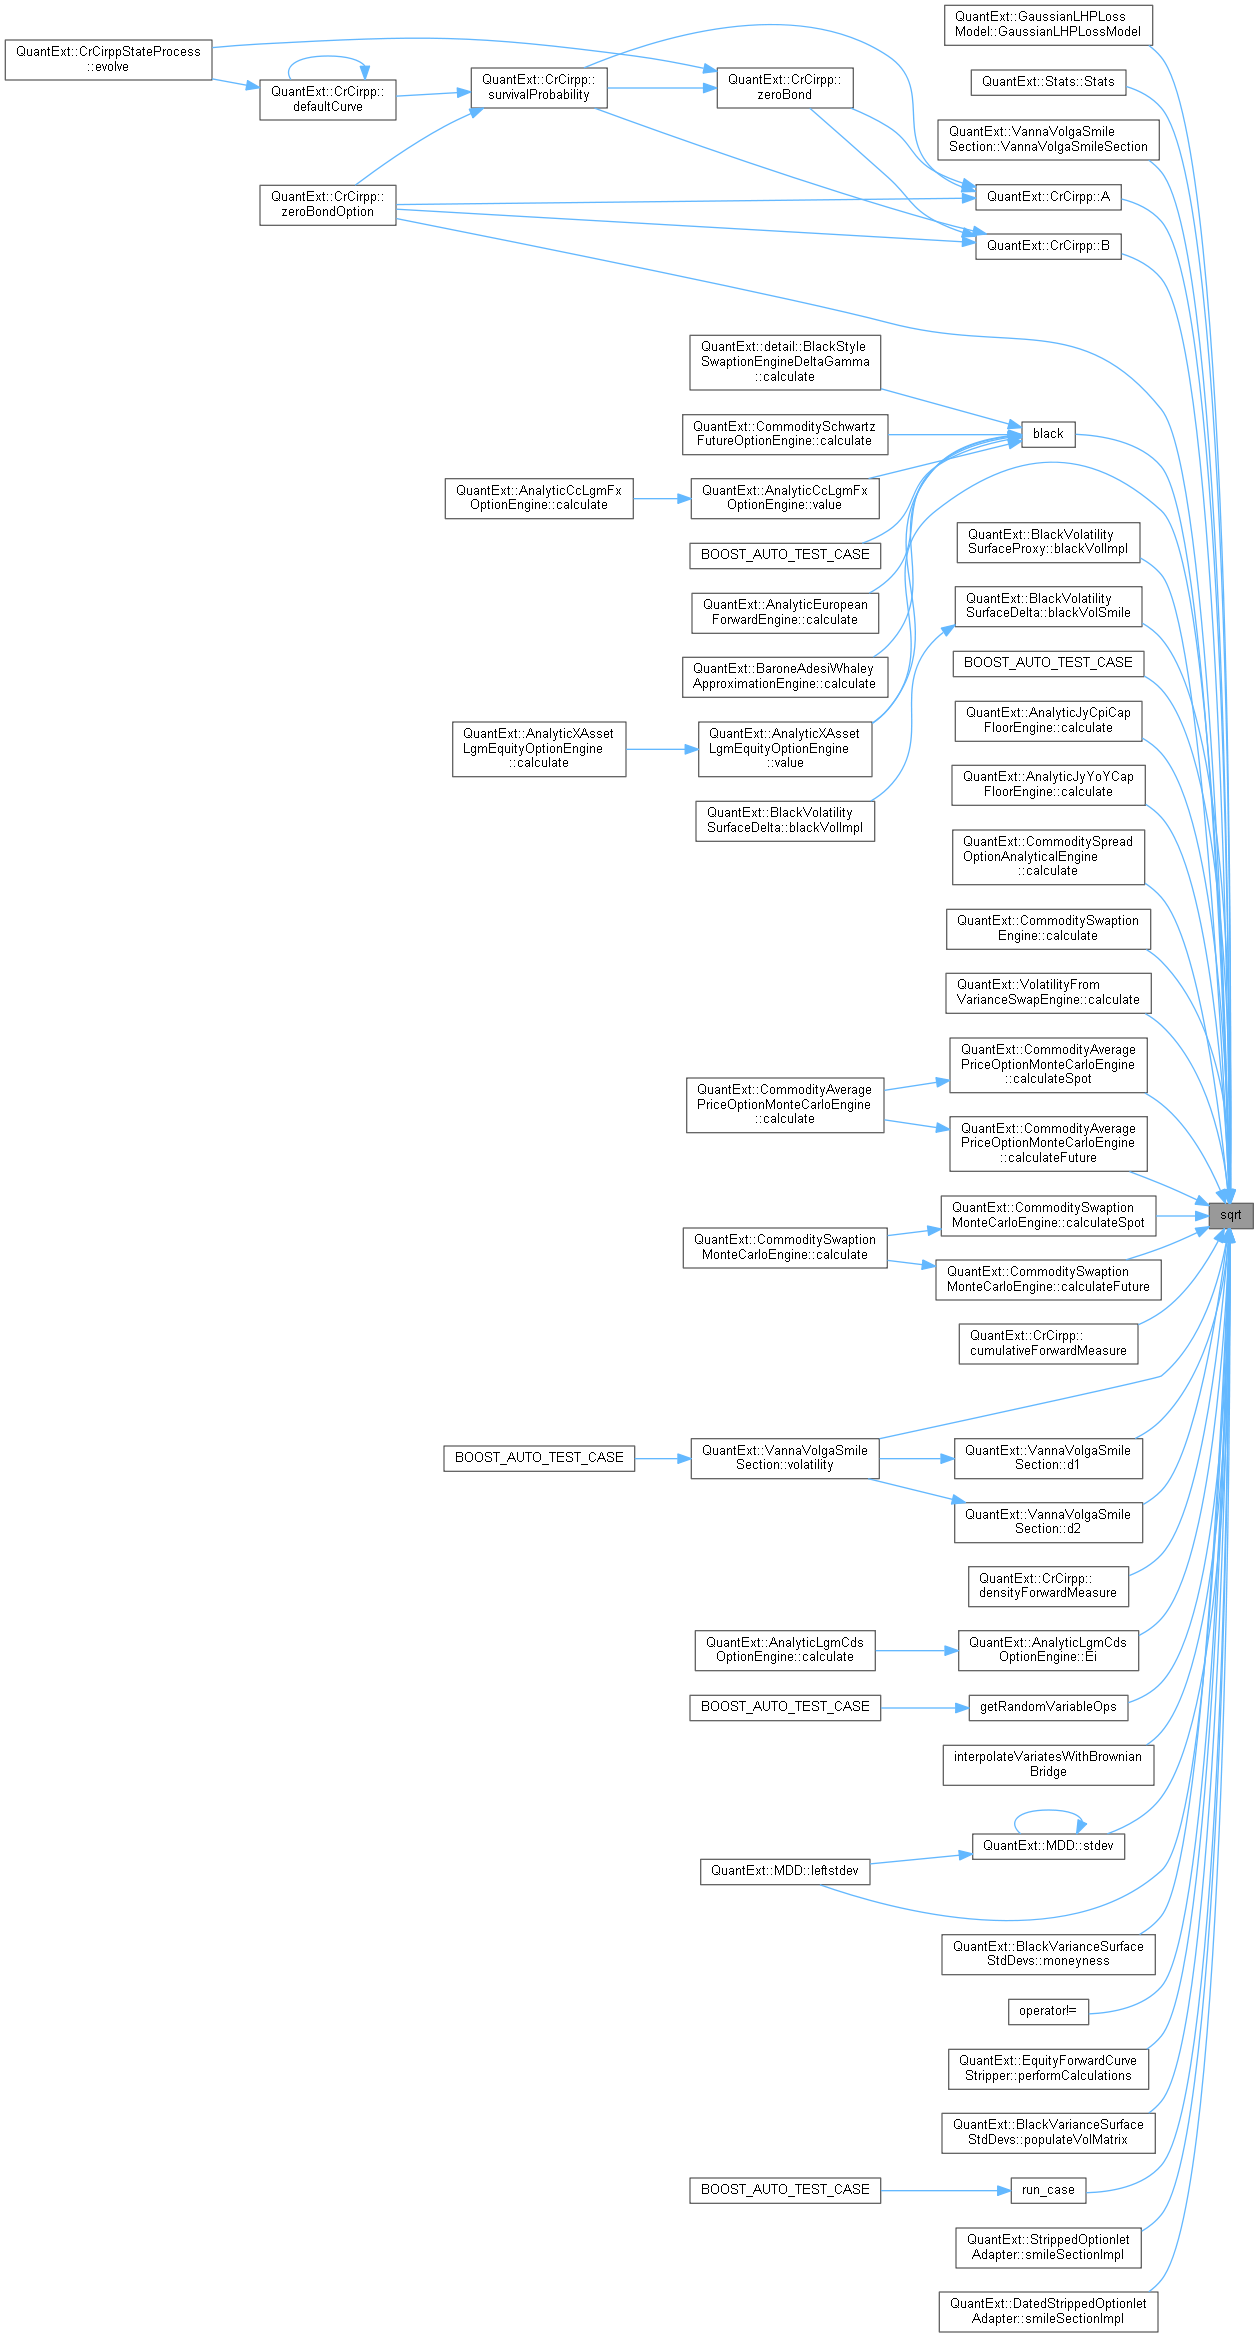 QuantExt::GaussianLHPLoss
Model::GaussianLHPLossModel
QuantExt::CrCirppStateProcess
::evolve
QuantExt::CrCirpp::
defaultCurve
QuantExt::CrCirpp::
survivalProbability
QuantExt::CrCirpp::
zeroBond
QuantExt::Stats::Stats
QuantExt::VannaVolgaSmile
Section::VannaVolgaSmileSection
QuantExt::CrCirpp::
zeroBondOption
QuantExt::CrCirpp::A
QuantExt::CrCirpp::B
QuantExt::detail::BlackStyle
SwaptionEngineDeltaGamma
::calculate
QuantExt::CommoditySchwartz
FutureOptionEngine::calculate
black
QuantExt::AnalyticCcLgmFx
OptionEngine::calculate
QuantExt::AnalyticCcLgmFx
OptionEngine::value
BOOST_AUTO_TEST_CASE
QuantExt::BlackVolatility
SurfaceProxy::blackVolImpl
QuantExt::AnalyticEuropean
ForwardEngine::calculate
QuantExt::BlackVolatility
SurfaceDelta::blackVolSmile
QuantExt::BaroneAdesiWhaley
ApproximationEngine::calculate
BOOST_AUTO_TEST_CASE
QuantExt::AnalyticXAsset
LgmEquityOptionEngine
::calculate
QuantExt::AnalyticXAsset
LgmEquityOptionEngine
::value
QuantExt::AnalyticJyCpiCap
FloorEngine::calculate
QuantExt::AnalyticJyYoYCap
FloorEngine::calculate
QuantExt::BlackVolatility
SurfaceDelta::blackVolImpl
QuantExt::CommoditySpread
OptionAnalyticalEngine
::calculate
QuantExt::CommoditySwaption
Engine::calculate
QuantExt::VolatilityFrom
VarianceSwapEngine::calculate
QuantExt::CommodityAverage
PriceOptionMonteCarloEngine
::calculateSpot
QuantExt::CommodityAverage
PriceOptionMonteCarloEngine
::calculate
QuantExt::CommodityAverage
PriceOptionMonteCarloEngine
::calculateFuture
QuantExt::CommoditySwaption
MonteCarloEngine::calculateSpot
sqrt
QuantExt::CommoditySwaption
MonteCarloEngine::calculate
QuantExt::CommoditySwaption
MonteCarloEngine::calculateFuture
QuantExt::CrCirpp::
cumulativeForwardMeasure
BOOST_AUTO_TEST_CASE
QuantExt::VannaVolgaSmile
Section::volatility
QuantExt::VannaVolgaSmile
Section::d1
QuantExt::VannaVolgaSmile
Section::d2
QuantExt::CrCirpp::
densityForwardMeasure
QuantExt::AnalyticLgmCds
OptionEngine::calculate
QuantExt::AnalyticLgmCds
OptionEngine::Ei
BOOST_AUTO_TEST_CASE
getRandomVariableOps
interpolateVariatesWithBrownian
Bridge
QuantExt::MDD::stdev
QuantExt::MDD::leftstdev
QuantExt::BlackVarianceSurface
StdDevs::moneyness
operator!=
QuantExt::EquityForwardCurve
Stripper::performCalculations
QuantExt::BlackVarianceSurface
StdDevs::populateVolMatrix
BOOST_AUTO_TEST_CASE
run_case
QuantExt::StrippedOptionlet
Adapter::smileSectionImpl
QuantExt::DatedStrippedOptionlet
Adapter::smileSectionImpl